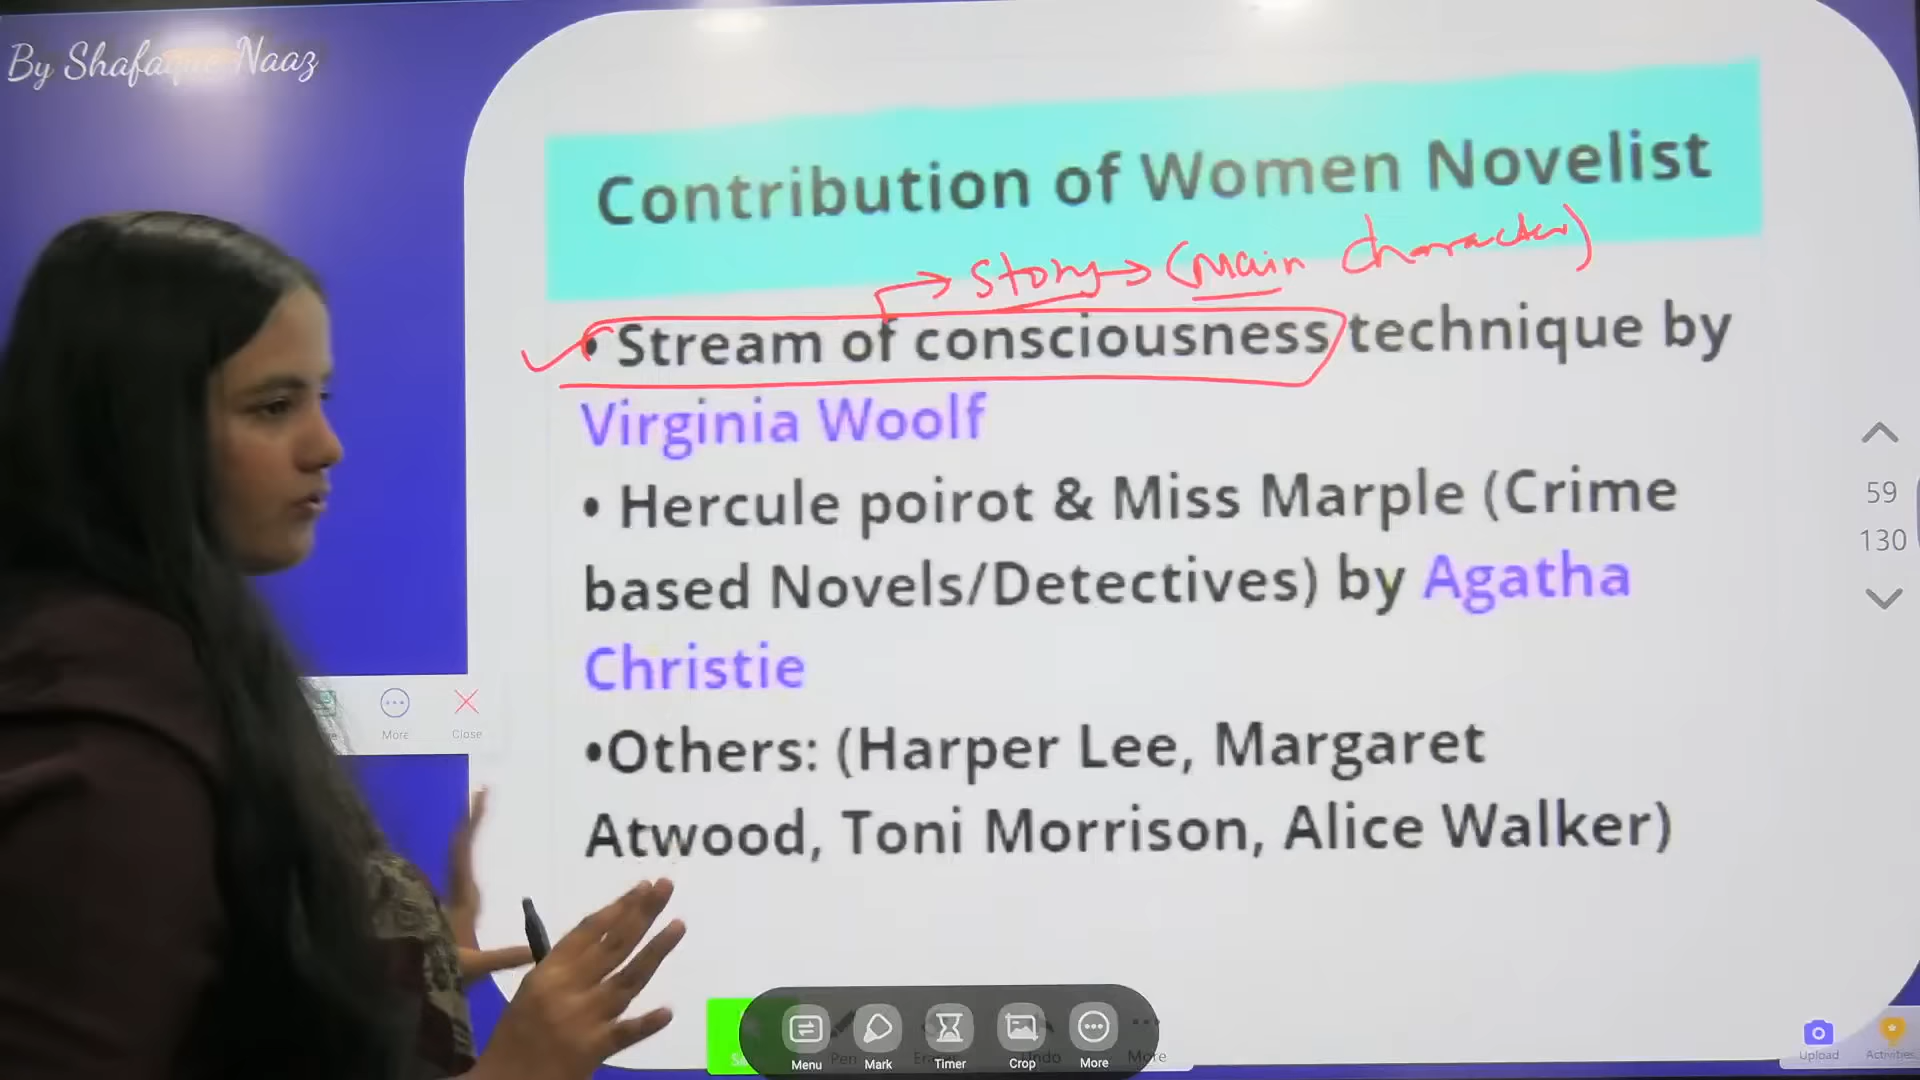 By Shafaque Naaz
Contribution of Women Novelist
→ Story → (Main character)
• Stream of consciousness technique by
Virginia Woolf
• Hercule poirot & Miss Marple (Crime
based Novels/Detectives) by Agatha
Christie
•Others: (Harper Lee, Margaret
Atwood, Toni Morrison, Alice Walker)
59
130
More
Close
Menu
Pen
Mark
Timer
Crop
Undo
More
More
Upload
Activities